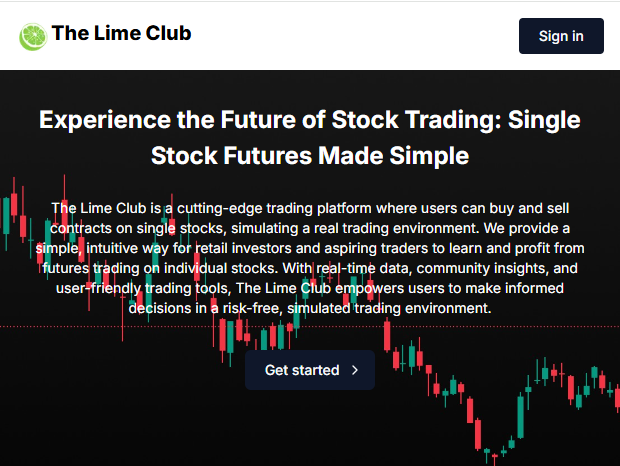 The Lime Club
Sign in
Experience the Future of Stock Trading: Single
Stock Futures Made Simple
The Lime Club is a cutting-edge trading platform where users can buy and sell
contracts on single stocks, simulating a real trading environment. We provide a
simple, intuitive way for retail investors and aspiring traders to learn and profit from
futures trading on individual stocks. With real-time data, community insights, and
user-friendly trading tools, The Lime Club empowers users to make informed
decisions in a risk-free, simulated trading environment.
Get started